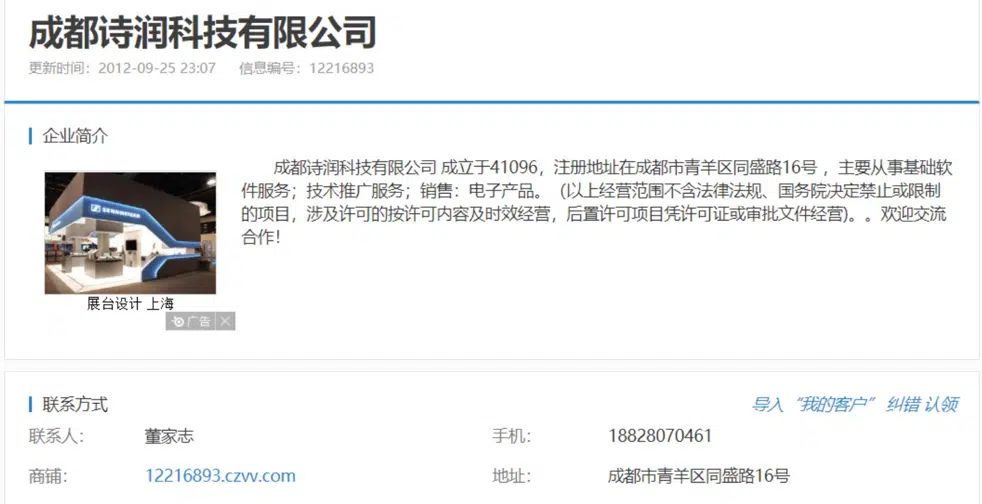 成都诗润科技有限公司
更新时间：2012-09-25 23:07 信息编号：12216893
企业简介
成都诗润科技有限公司 成立于41096，注册地址在成都市青羊区同盛路16号 ，主要从事基础软
件服务；技术推广服务；销售：电子产品。（以上经营范围不含法律法规、国务院决定禁止或限制
的项目，涉及许可的按许可内容及时效经营，后置许可项目凭许可证或审批文件经营)。。欢迎交流
合作！
SENNHEISER
展台设计 上海
广告
联系方式
导入“我的客户” 纠错 认领
联系人： 董家志 手机： 18828070461
商铺： 12216893.czvv.com 地址： 成都市青羊区同盛路16号